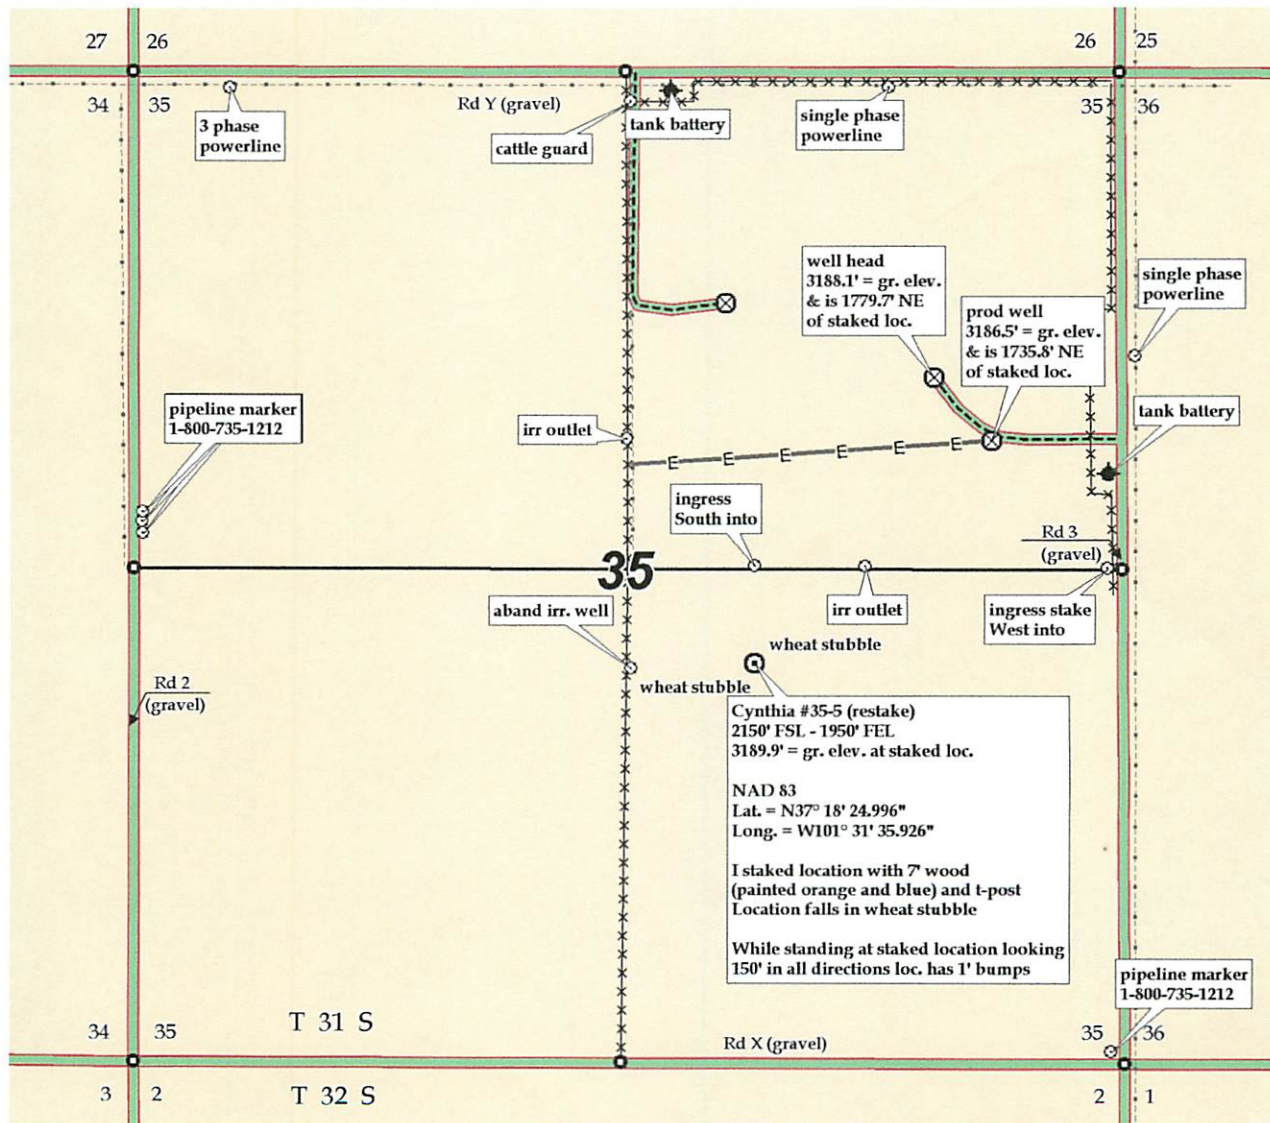 27 26
26 25
34 35
Rd Y (gravel)
35 36
3 phase
powerline
cattle guard
tank battery
single phase
powerline
well head
3188.1' = gr. elev.
& is 1779.7' NE
of staked loc.
single phase
powerline
prod well
3186.5' = gr. elev.
& is 1735.8' NE
of staked loc.
pipeline marker
1-800-735-1212
irr outlet
tank battery
E E E E E E
ingress
South into
Rd 3
(gravel)
35
aband irr. well
irr outlet
ingress stake
West into
wheat stubble
wheat stubble
Rd 2
(gravel)
Cynthia #35-5 (restake)
2150' FSL - 1950' FEL
3189.9' = gr. elev. at staked loc.
NAD 83
Lat. = N37° 18' 24.996"
Long. = W101° 31' 35.926"
I staked location with 7' wood
(painted orange and blue) and t-post
Location falls in wheat stubble
While standing at staked location looking
150' in all directions loc. has 1' bumps
pipeline marker
1-800-735-1212
34 35
T 31 S
Rd X (gravel)
35 36
3 2
T 32 S
2 1